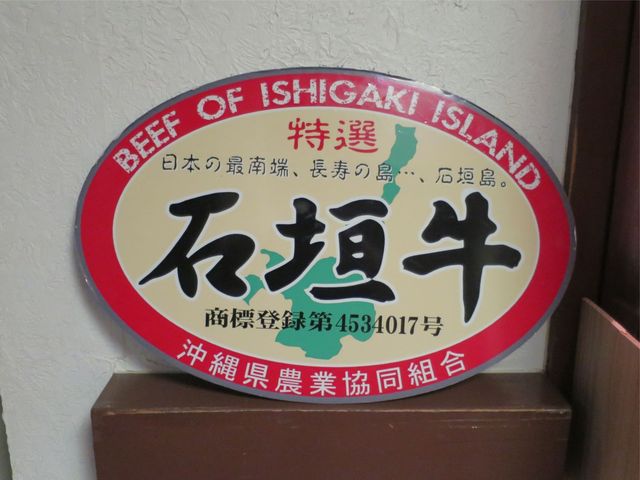 BEEF OF ISHIGAKI ISLAND
特選
日本の最南端、長寿の島…、石垣島。
石垣牛
商標登録第4534017号
沖縄県農業協同組合